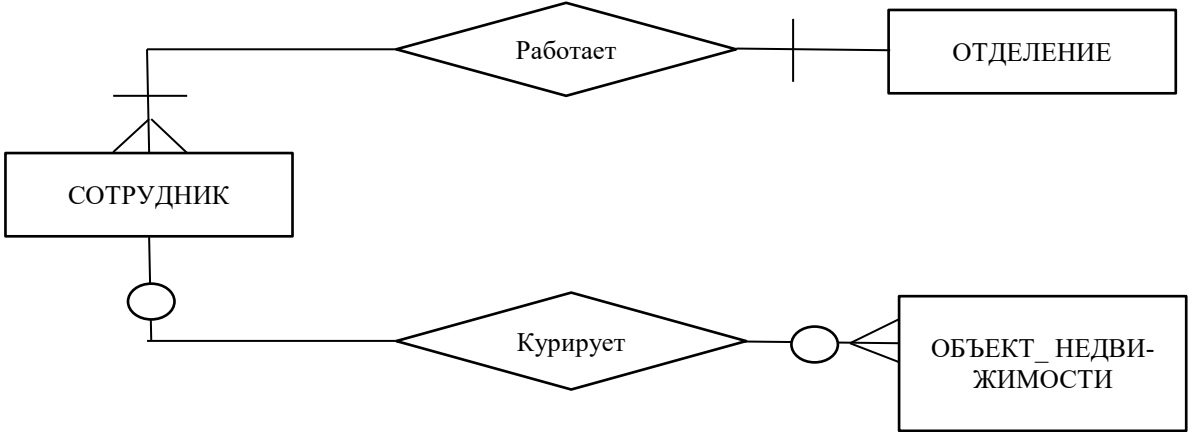 Работает
ОТДЕЛЕНИЕ
СОТРУДНИК
Курирует
ОБЪЕКТ_ НЕДВИ-
ЖИМОСТИ